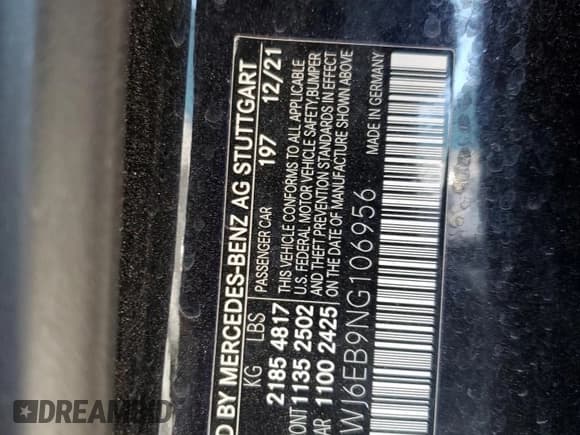 D BY MERCEDES-BENZ AG STUTTGART
KG LBS PASSENGER CAR 197 12/21
2185 4817 THIS VEHICLE CONFORMS TO ALL APPLICABLE
U.S. FEDERAL MOTOR VEHICLE SAFETY,BUMPER
ONT 1135 2502 AND THEFT PREVENTION STANDARDS IN EFFECT
AR 1100 2425 ON THE DATE OF MANUFACTURE SHOWN ABOVE
WJ6EB9NG106956 MADE IN GERMANY
DREAMBID